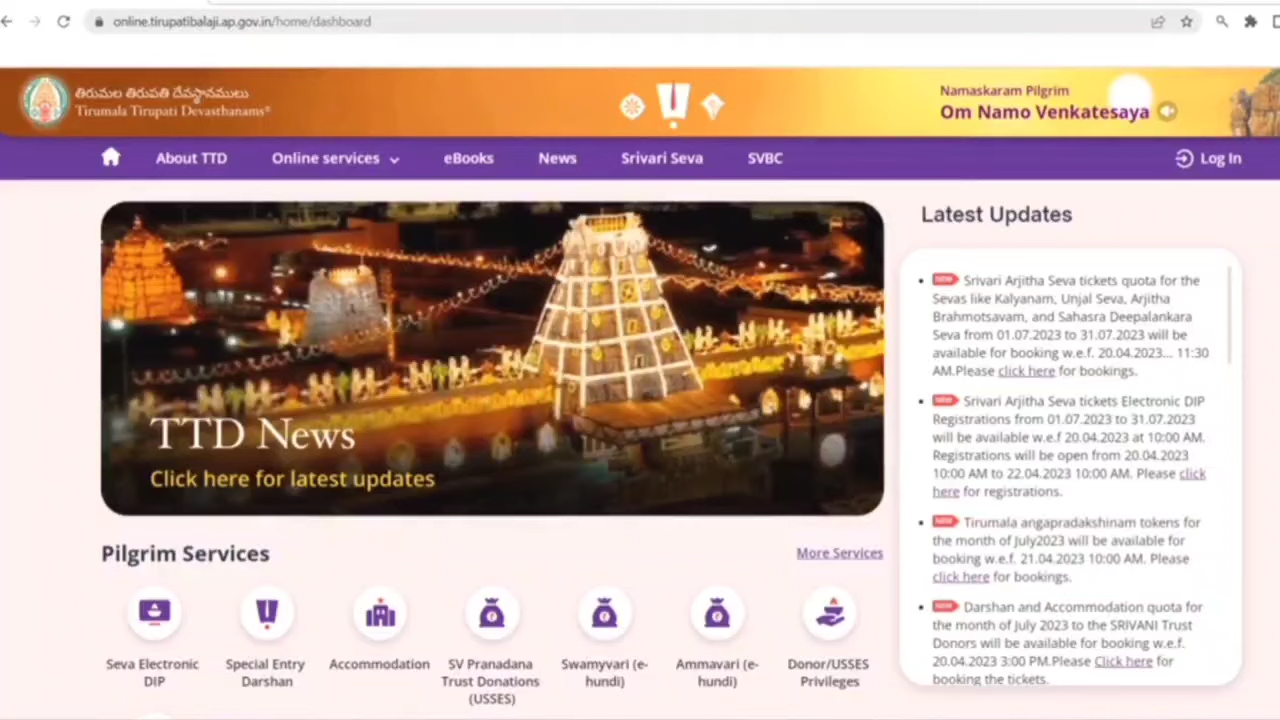 online.tirupatibalaji.ap.gov.in/home/dashboard
తిరుమల తిరుపతి దేవస్థానములు
Tirumala Tirupati Devasthanams®
Namaskaram Pilgrim
Om Namo Venkatesaya
About TTD
Online services
eBooks
News
Srivari Seva
SVBC
Log In
TTD News
Click here for latest updates
Latest Updates
NEW Srivari Arjitha Seva tickets quota for the
Sevas like Kalyanam, Unjal Seva, Arjitha
Brahmotsavam, and Sahasra Deepalankara
Seva from 01.07.2023 to 31.07.2023 will be
available for booking w.e.f. 20.04.2023... 11:30
AM.Please click here for bookings.
NEW Srivari Arjitha Seva tickets Electronic DIP
Registrations from 01.07.2023 to 31.07.2023
will be available w.e.f 20.04.2023 at 10:00 AM.
Registrations will be open from 20.04.2023
10:00 AM to 22.04.2023 10:00 AM. Please click
here for registrations.
NEW Tirumala angapradakshinam tokens for
the month of July2023 will be available for
booking w.e.f. 21.04.2023 10:00 AM. Please
click here for bookings.
NEW Darshan and Accommodation quota for
the month of July 2023 to the SRIVANI Trust
Donors will be available for booking w.e.f.
20.04.2023 3:00 PM.Please Click here for
booking the tickets.
Pilgrim Services
More Services
Seva Electronic
DIP
Special Entry
Darshan
Accommodation
SV Pranadana
Trust Donations
(USSES)
Swamyvari (e-
hundi)
Ammavari (e-
hundi)
Donor/USSES
Privileges